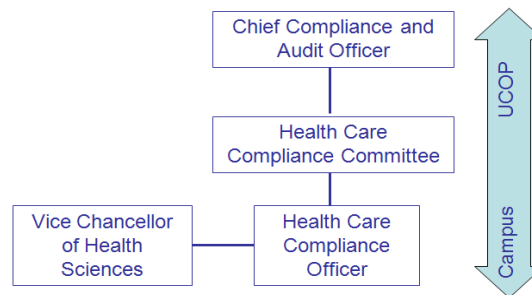 Chief Compliance and
Audit Officer
UCOP
Health Care
Compliance Committee
Vice Chancellor
of Health
Sciences
Health Care
Compliance
Officer
Campus